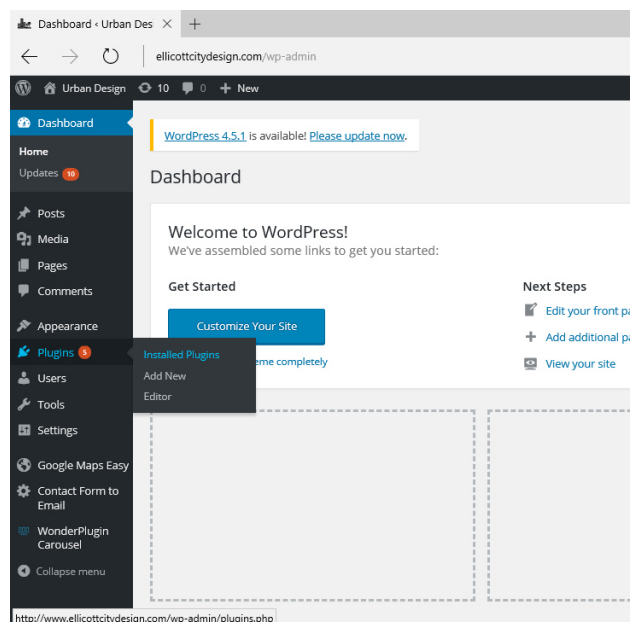 Dashboard ‹ Urban Des
ellicottcitydesign.com/wp-admin
Urban Design 10 0 New
Dashboard
Home
Updates 10
Posts
Media
Pages
Comments
Appearance
Plugins 5
Users
Tools
Settings
Google Maps Easy
Contact Form to
Email
WonderPlugin
Carousel
Collapse menu
Installed Plugins
Add New
Editor
WordPress 4.5.1 is available! Please update now.
Dashboard
Welcome to WordPress!
We've assembled some links to get you started:
Get Started
Customize Your Site
eme completely
Next Steps
Edit your front pa
Add additional pa
View your site
http://www.ellicottcitydesign.com/wp-admin/plugins.php